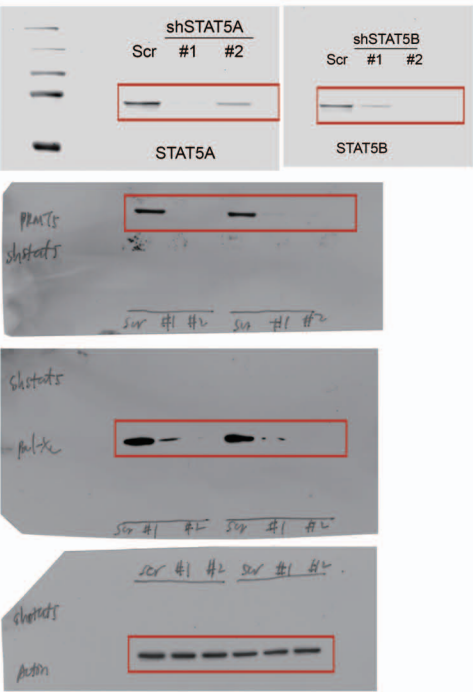 shSTAT5A
Scr #1 #2
STAT5A
shSTAT5B
Scr #1 #2
STAT5B
PRMT5
shstat5
Scr #1 #2 Scr #1 #2
shstat5
Scr #1 #2 Scr #1 #2
Scr #1 #2 Scr #1 #2
shstat5
Actin